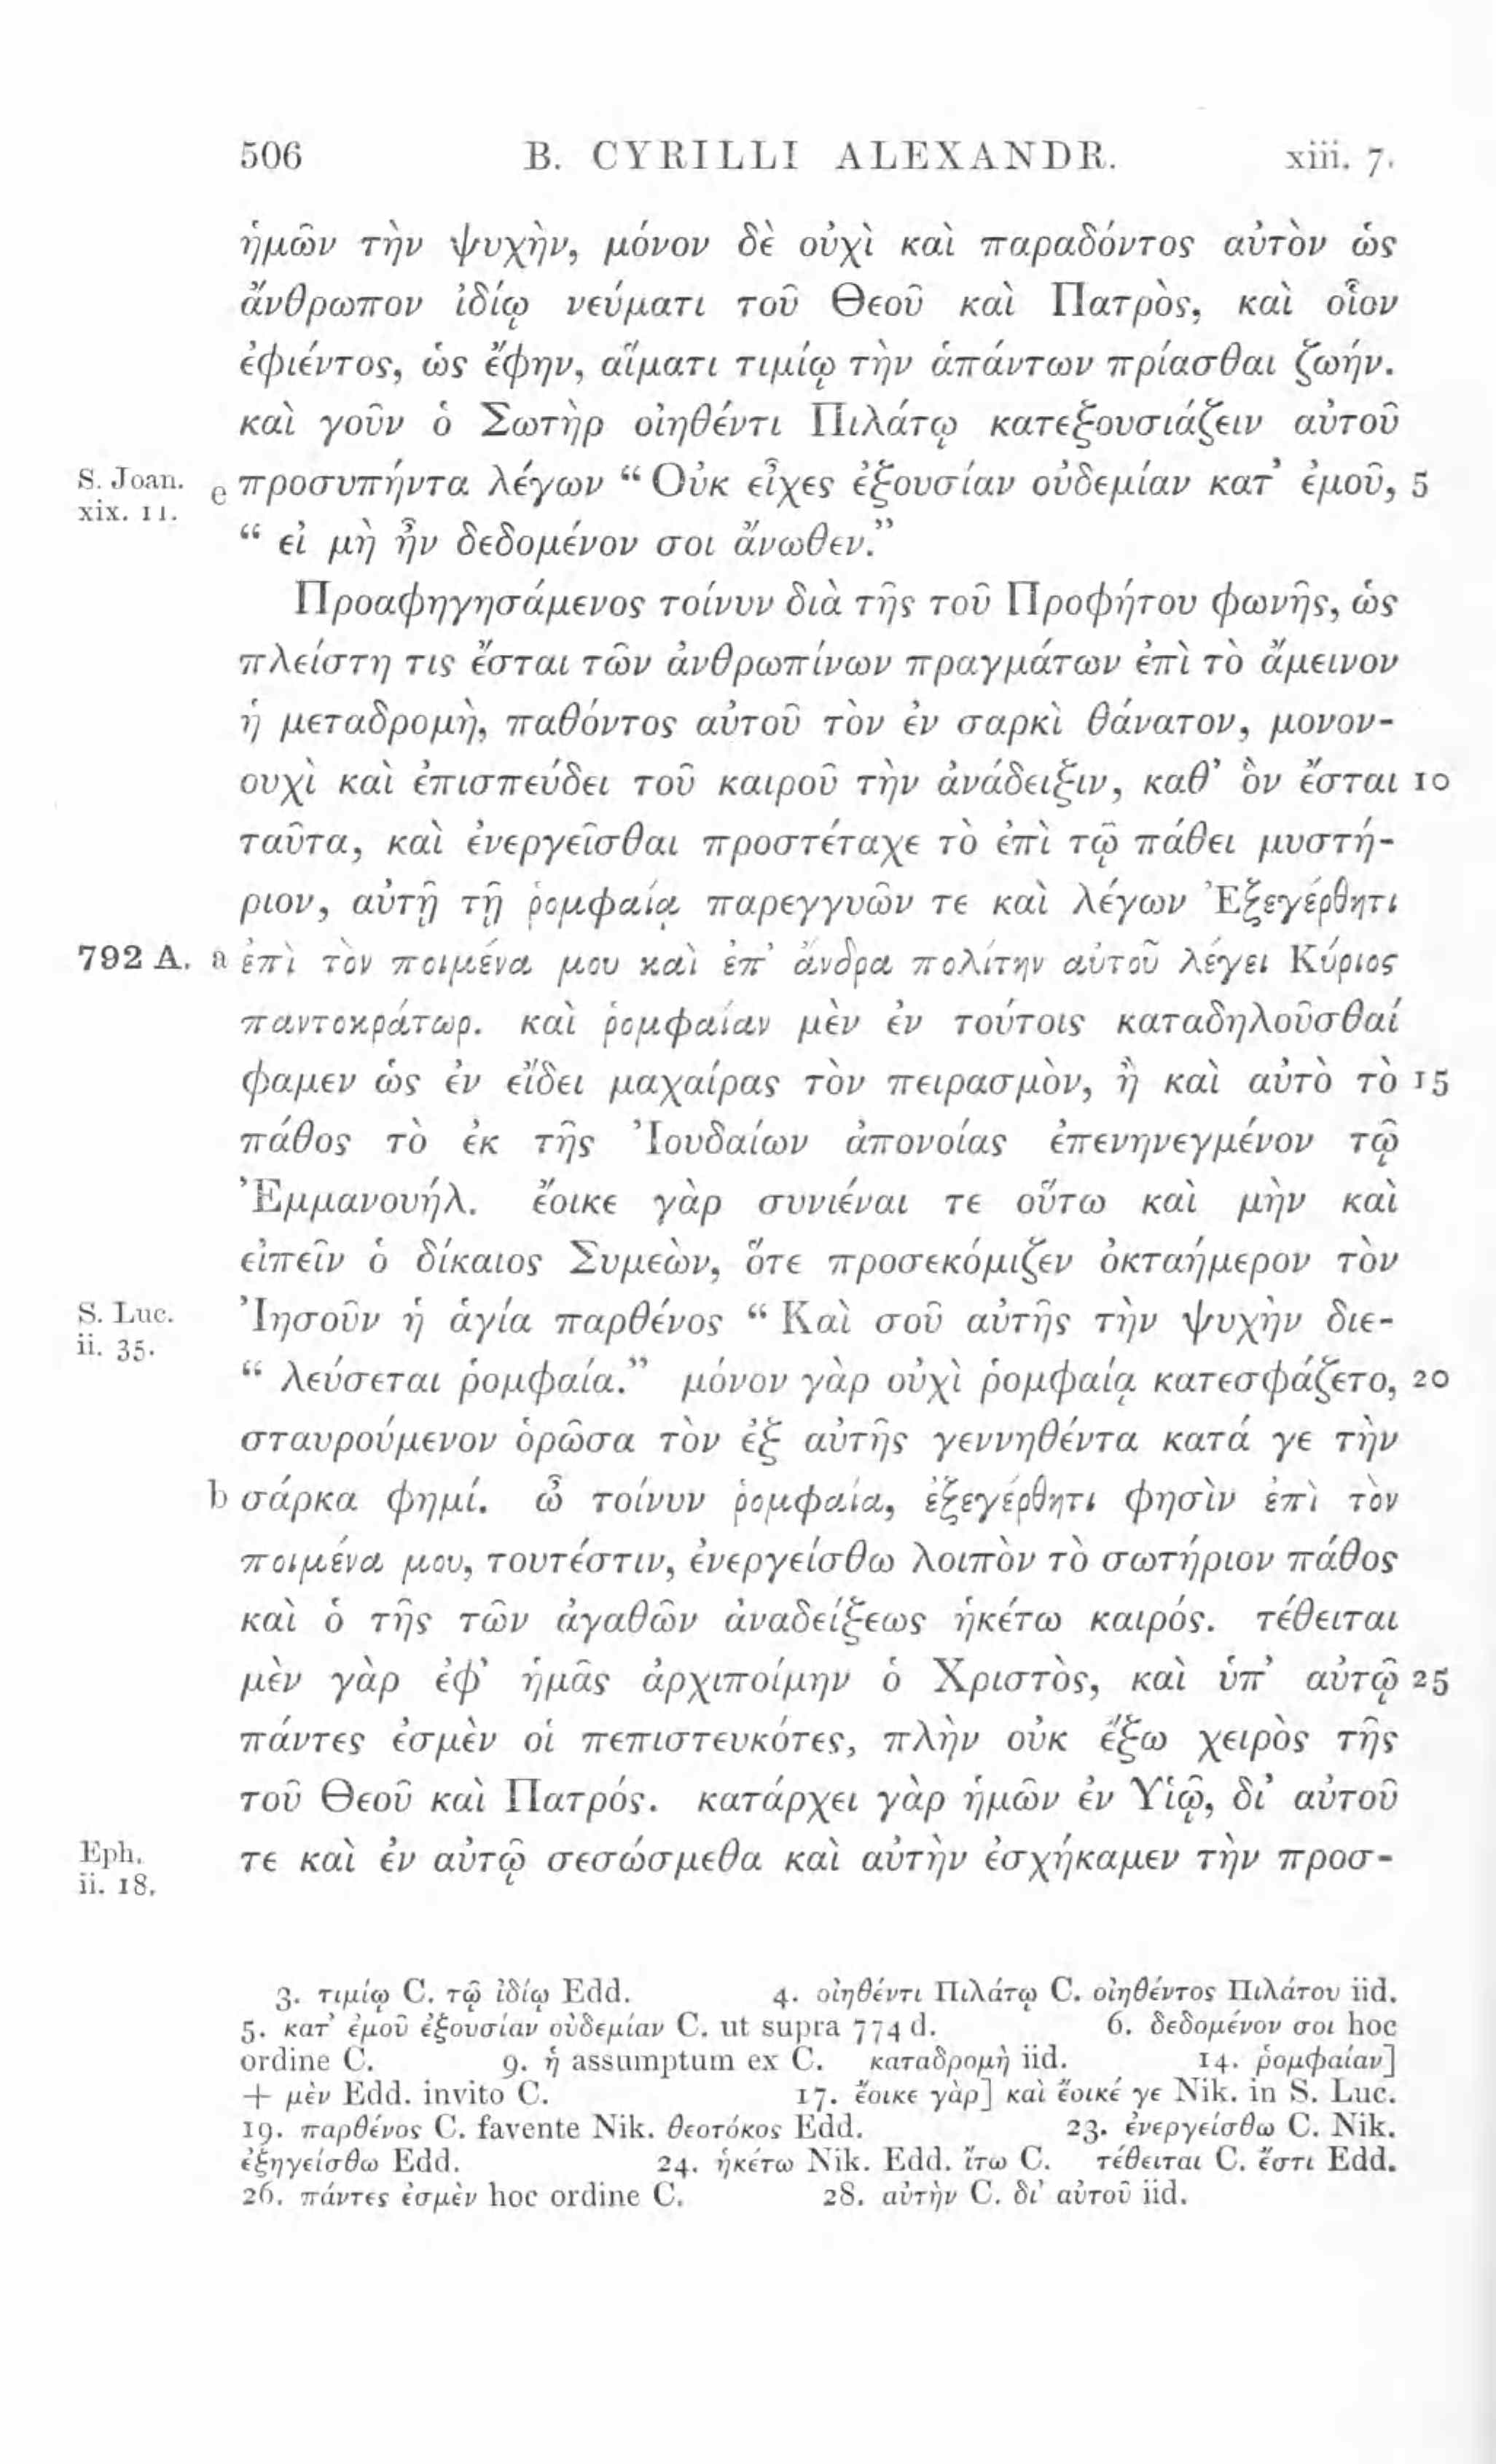 506 B. CYRILLI ALEXANDR. xiii. 7.
ἡμῶν τὴν ψυχὴν, μόνον δὲ οὐχὶ καὶ παραδόντος αὐτὸν ὡς
ἄνθρωπον ἰδίῳ νεύματι τοῦ Θεοῦ καὶ Πατρὸς, καὶ οἷον
ἐφιέντος, ὡς ἔφην, αἵματι τιμίῳ τὴν ἁπάντων πρίασθαι ζωήν.
καὶ γοῦν ὁ Σωτὴρ οἰηθέντι Πιλάτῳ κατεξουσιάζειν αὐτοῦ
S. Joan. e προσυπήντα λέγων “ Οὐκ εἶχες ἐξουσίαν οὐδεμίαν κατ’ ἐμοῦ, 5
xix. 11.
“ εἰ μὴ ἦν δεδομένον σοι ἄνωθεν.”
Προαφηγησάμενος τοίνυν διὰ τῆς τοῦ Προφήτου φωνῆς, ὡς
πλείστη τις ἔσται τῶν ἀνθρωπίνων πραγμάτων ἐπὶ τὸ ἄμεινον
ἡ μεταδρομὴ, παθόντος αὐτοῦ τὸν ἐν σαρκὶ θάνατον, μονον-
ουχὶ καὶ ἐπισπεύδει τοῦ καιροῦ τὴν ἀνάδειξιν, καθ’ ὃν ἔσται 10
ταῦτα, καὶ ἐνεργεῖσθαι προστέταχε τὸ ἐπὶ τῷ πάθει μυστή-
ριον, αὐτῇ τῇ ῥομφαίᾳ παρεγγυῶν τε καὶ λέγων Ἐξεγέρθητι
792 A. a ἐπὶ τὸν ποιμένα μου καὶ ἐπ’ ἄνδρα πολίτην αὐτοῦ λέγει Κύριος
παντοκράτωρ. καὶ ῥομφαίαν μὲν ἐν τούτοις καταδηλοῦσθαί
φαμεν ὡς ἐν εἴδει μαχαίρας τὸν πειρασμὸν, ἢ καὶ αὐτὸ τὸ 15
πάθος τὸ ἐκ τῆς Ἰουδαίων ἀπονοίας ἐπενηνεγμένον τῷ
Ἐμμανουήλ. ἔοικε γὰρ συνιέναι τε οὕτω καὶ μὴν καὶ
εἰπεῖν ὁ δίκαιος Συμεὼν, ὅτε προσεκόμιζεν ὀκταήμερον τὸν
S. Luc. Ἰησοῦν ἡ ἁγία παρθένος “ Καὶ σοῦ αὐτῆς τὴν ψυχὴν διε-
ii. 35.
“ λεύσεται ῥομφαία.” μόνον γὰρ οὐχὶ ῥομφαίᾳ κατεσφάζετο, 20
σταυρούμενον ὁρῶσα τὸν ἐξ αὐτῆς γεννηθέντα κατά γε τὴν
b σάρκα φημί. ὦ τοίνυν ῥομφαία, ἐξεγέρθητι φησὶν ἐπὶ τὸν
ποιμένα μου, τουτέστιν, ἐνεργείσθω λοιπὸν τὸ σωτήριον πάθος
καὶ ὁ τῆς τῶν ἀγαθῶν ἀναδείξεως ἡκέτω καιρός. τέθειται
μὲν γὰρ ἐφ’ ἡμᾶς ἀρχιποίμην ὁ Χριστὸς, καὶ ὑπ’ αὐτῷ 25
πάντες ἐσμὲν οἱ πεπιστευκότες, πλὴν οὐκ ἔξω χειρὸς τῆς
τοῦ Θεοῦ καὶ Πατρός. κατάρχει γὰρ ἡμῶν ἐν Υἱῷ, δι’ αὐτοῦ
Eph. τε καὶ ἐν αὐτῷ σεσώσμεθα καὶ αὐτὴν ἐσχήκαμεν τὴν προσ-
ii. 18.
3. τιμίῳ C. τῷ ἰδίῳ Edd. 4. οἰηθέντι Πιλάτῳ C. οἰηθέντος Πιλάτου iid.
5. κατ’ ἐμοῦ ἐξουσίαν οὐδεμίαν C. ut supra 774 d. 6. δεδομένον σοι hoc
ordine C. 9. ἡ assumptum ex C. καταδρομὴ iid. 14. ῥομφαίαν]
+ μὲν Edd. invito C. 17. ἔοικε γὰρ] καὶ ἔοικέ γε Nik. in S. Luc.
19. παρθένος C. favente Nik. θεοτόκος Edd. 23. ἐνεργείσθω C. Nik.
ἐξηγείσθω Edd. 24. ἡκέτω Nik. Edd. ἴτω C. τέθειται C. ἔστι Edd.
26. πάντες ἐσμὲν hoc ordine C. 28. αὐτὴν C. δι’ αὐτοῦ iid.